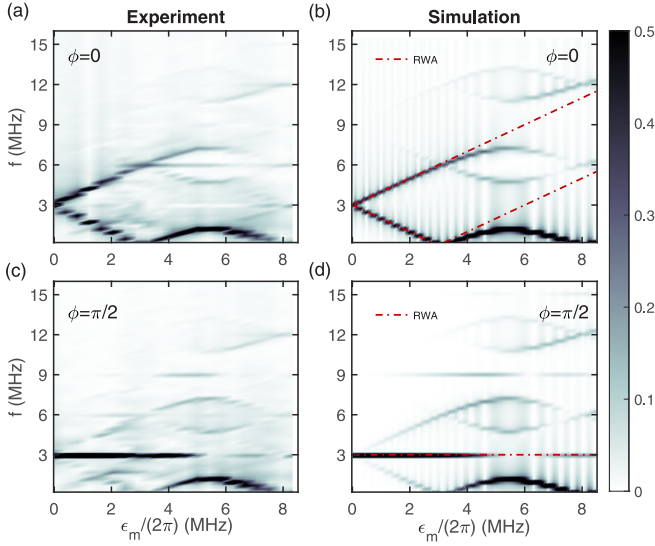 (a) Experiment (b) Simulation
15 ϕ=0 15 RWA ϕ=0 0.5
12 12
f (MHz) 9 f (MHz) 9 0.4
6 6
3 3
0 2 4 6 8 0 2 4 6 8 0.3
(c) (d)
15 ϕ=π/2 15 RWA ϕ=π/2 0.2
12 12
f (MHz) 9 f (MHz) 9
6 6 0.1
3 3
0 2 4 6 8 0 2 4 6 8 0
ϵm/(2π) (MHz) ϵm/(2π) (MHz)